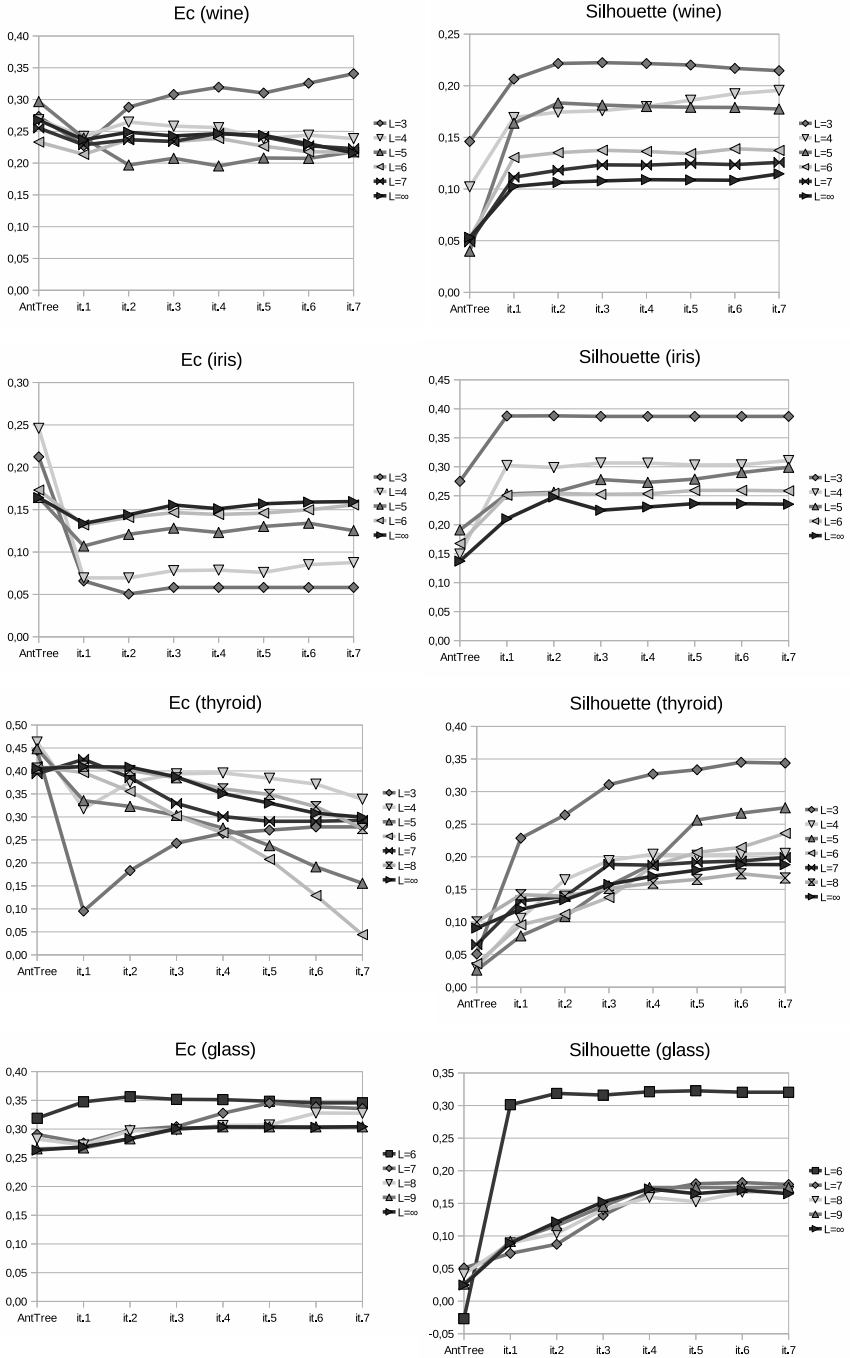 Ec (wine)
0,40
0,35
0,30
0,25
0,20
0,15
0,10
0,05
0,00
AntTree it.1 it.2 it.3 it.4 it.5 it.6 it.7
L=3
L=4
L=5
L=6
L=7
L=∞
Silhouette (wine)
0,25
0,20
0,15
0,10
0,05
0,00
AntTree it.1 it.2 it.3 it.4 it.5 it.6 it.7
L=3
L=4
L=5
L=6
L=7
L=∞
Ec (iris)
0,30
0,25
0,20
0,15
0,10
0,05
0,00
AntTree it.1 it.2 it.3 it.4 it.5 it.6 it.7
L=3
L=4
L=5
L=6
L=∞
Silhouette (iris)
0,45
0,40
0,35
0,30
0,25
0,20
0,15
0,10
0,05
0,00
AntTree it.1 it.2 it.3 it.4 it.5 it.6 it.7
L=3
L=4
L=5
L=6
L=∞
Ec (thyroid)
0,50
0,45
0,40
0,35
0,30
0,25
0,20
0,15
0,10
0,05
0,00
AntTree it.1 it.2 it.3 it.4 it.5 it.6 it.7
L=3
L=4
L=5
L=6
L=7
L=8
L=∞
Silhouette (thyroid)
0,40
0,35
0,30
0,25
0,20
0,15
0,10
0,05
0,00
AntTree it.1 it.2 it.3 it.4 it.5 it.6 it.7
L=3
L=4
L=5
L=6
L=7
L=8
L=∞
Ec (glass)
0,40
0,35
0,30
0,25
0,20
0,15
0,10
0,05
0,00
AntTree it.1 it.2 it.3 it.4 it.5 it.6 it.7
L=6
L=7
L=8
L=9
L=∞
Silhouette (glass)
0,35
0,30
0,25
0,20
0,15
0,10
0,05
0,00
-0,05
AntTree it.1 it.2 it.3 it.4 it.5 it.6 it.7
L=6
L=7
L=8
L=9
L=∞